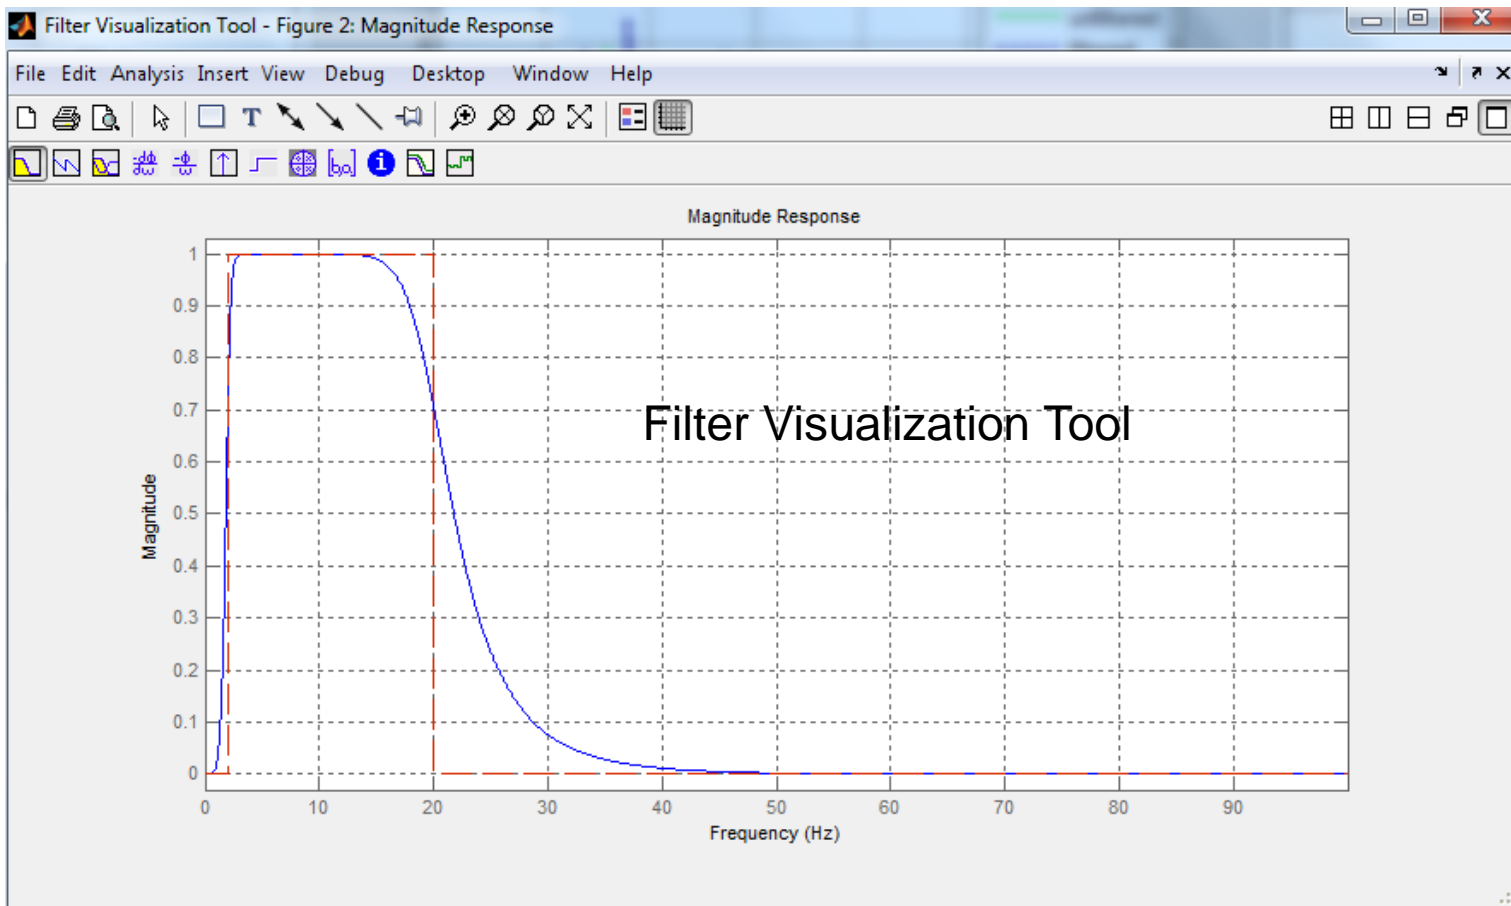 Filter Visualization Tool - Figure 2: Magnitude Response
File Edit Analysis Insert View Debug Desktop Window Help
Magnitude Response
1
0.9
0.8
0.7
0.6
0.5
0.4
0.3
0.2
0.1
0
Magnitude
Filter Visualization Tool
0 10 20 30 40 50 60 70 80 90
Frequency (Hz)